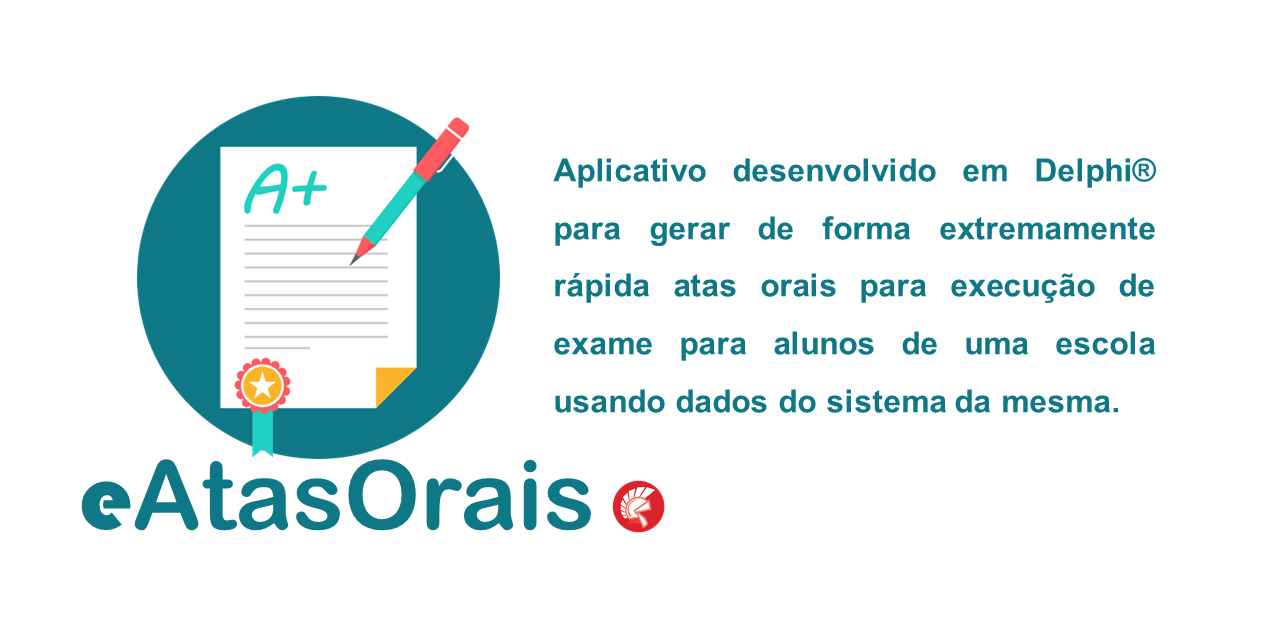 A+
Aplicativo desenvolvido em Delphi®
para gerar de forma extremamente
rápida atas orais para execução de
exame para alunos de uma escola
usando dados do sistema da mesma.
eAtasOrais